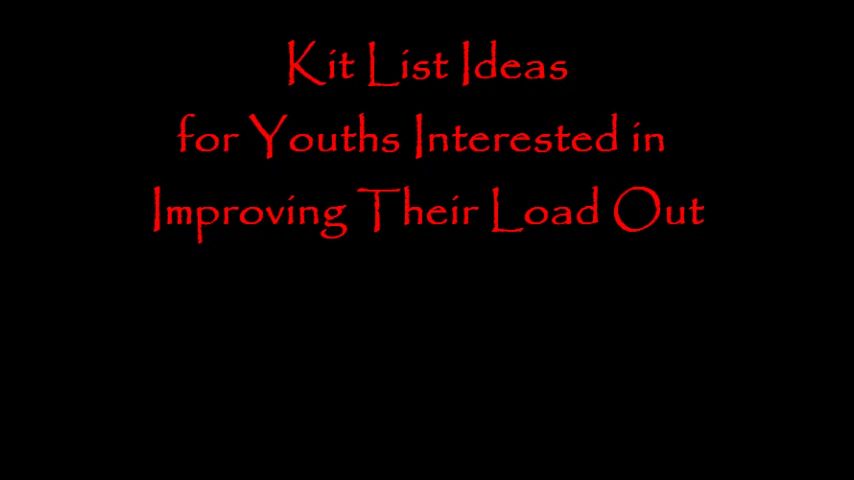 Kit List Ideas
for Youths Interested in
Improving Their Load Out